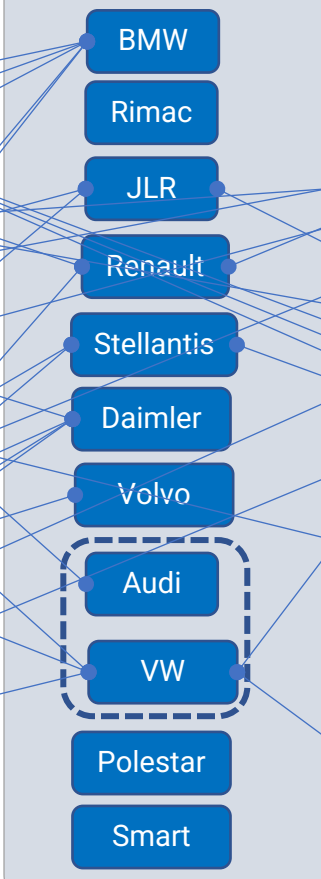 BMW
Rimac
JLR
Renault
Stellantis
Daimler
Volvo
Audi
VW
Polestar
Smart